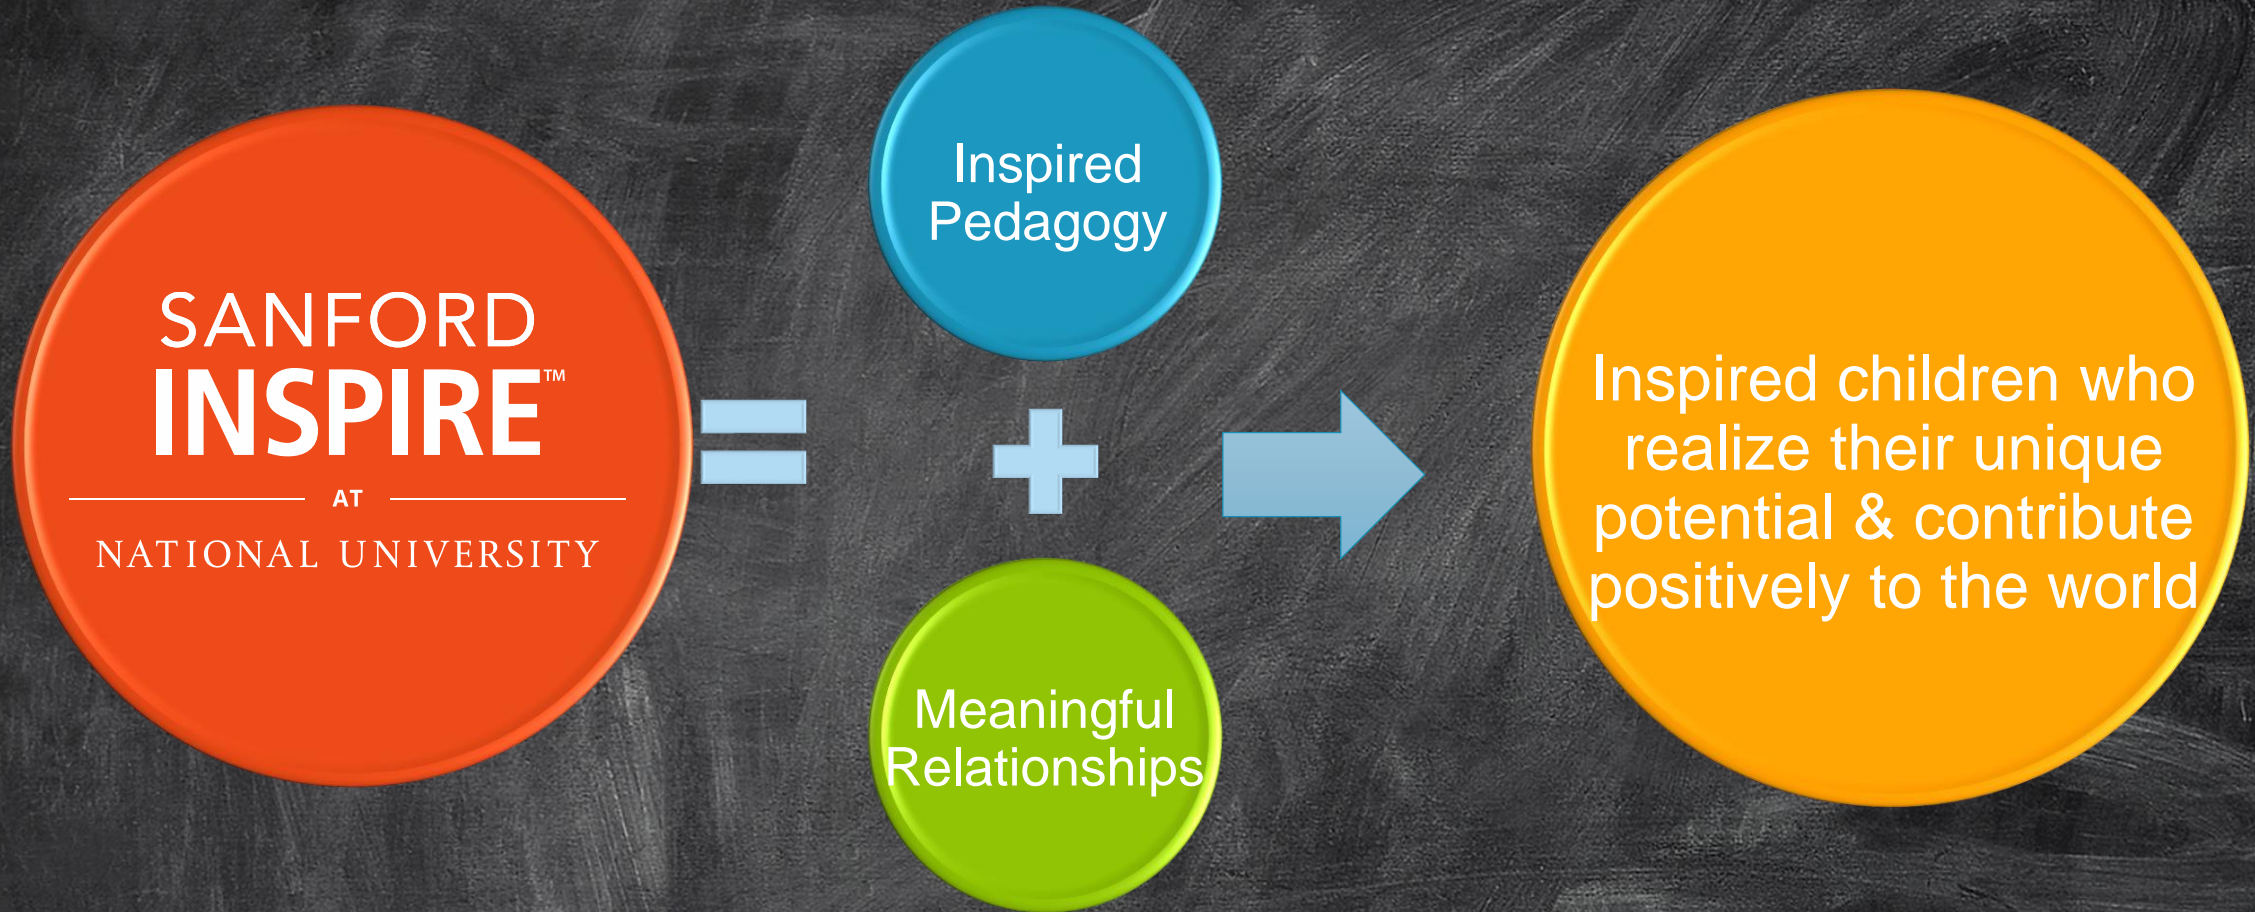 SANFORD
INSPIRE™
AT
NATIONAL UNIVERSITY
Inspired
Pedagogy
Meaningful
Relationships
Inspired children who
realize their unique
potential & contribute
positively to the world